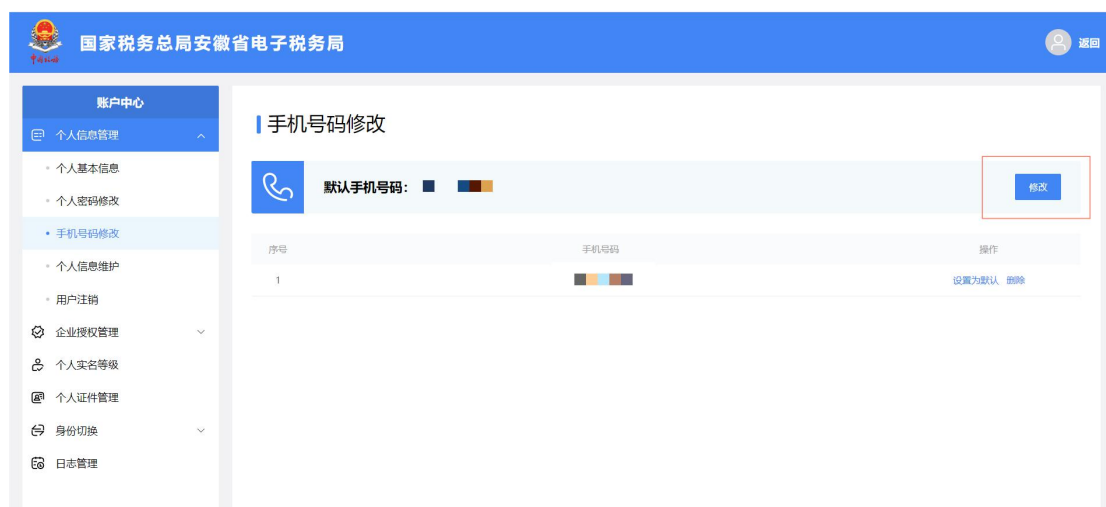 国家税务总局安徽省电子税务局
返回
账户中心
个人信息管理
个人基本信息
个人密码修改
手机号码修改
个人信息维护
用户注销
企业授权管理
个人实名等级
个人证件管理
身份切换
日志管理
手机号码修改
默认手机号码：
修改
序号 手机号码 操作
1 设置为默认 删除